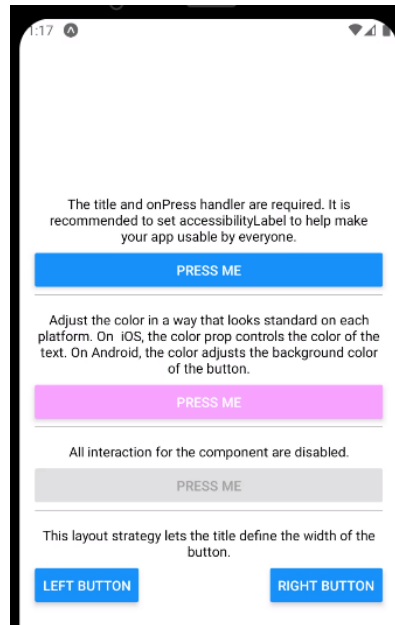 1:17
The title and onPress handler are required. It is
recommended to set accessibilityLabel to help make
your app usable by everyone.
PRESS ME
Adjust the color in a way that looks standard on each
platform. On  iOS, the color prop controls the color of the
text. On Android, the color adjusts the background color
of the button.
PRESS ME
All interaction for the component are disabled.
PRESS ME
This layout strategy lets the title define the width of the
button.
LEFT BUTTON
RIGHT BUTTON